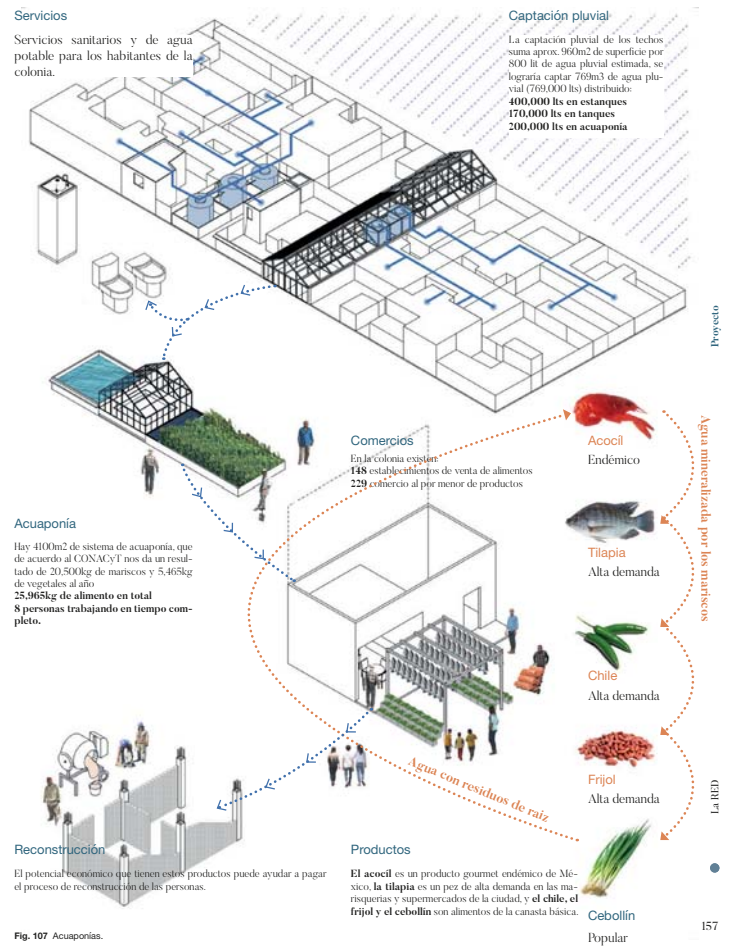 Servicios
Servicios sanitarios y de agua
potable para los habitantes de la
colonia.
Captación pluvial
La captación pluvial de los techos
suma aprox. 960m2 de superficie por
800 lit de agua pluvial estimada, se
lograría captar 769m3 de agua plu-
vial (769,000 lts) distribuido:
400,000 lts en estanques
170,000 lts en tanques
200,000 lts en acuaponía
Proyecto
Comercios
En la colonia existen:
148 establecimientos de venta de alimentos
229 comercio al por menor de productos
Acocíl
Endémico
Agua mineralizada por los mariscos
Acuaponía
Hay 4100m2 de sistema de acuaponía, que
de acuerdo al CONACyT nos da un resul-
tado de 20,500kg de mariscos y 5,465kg
de vegetales al año
25,965kg de alimento en total
8 personas trabajando en tiempo com-
pleto.
Tilapia
Alta demanda
Chile
Alta demanda
Agua con residuos de raíz
Frijol
Alta demanda
La RED
Reconstrucción
El potencial económico que tienen estos productos puede ayudar a pagar
el proceso de reconstrucción de las personas.
Productos
El acocil es un producto gourmet endémico de Mé-
xico, la tilapia es un pez de alta demanda en las ma-
risquerias y supermercados de la ciudad, y el chile, el
frijol y el cebollín son alimentos de la canasta básica.
Cebollín
Popular
Fig. 107 Acuaponías.
157